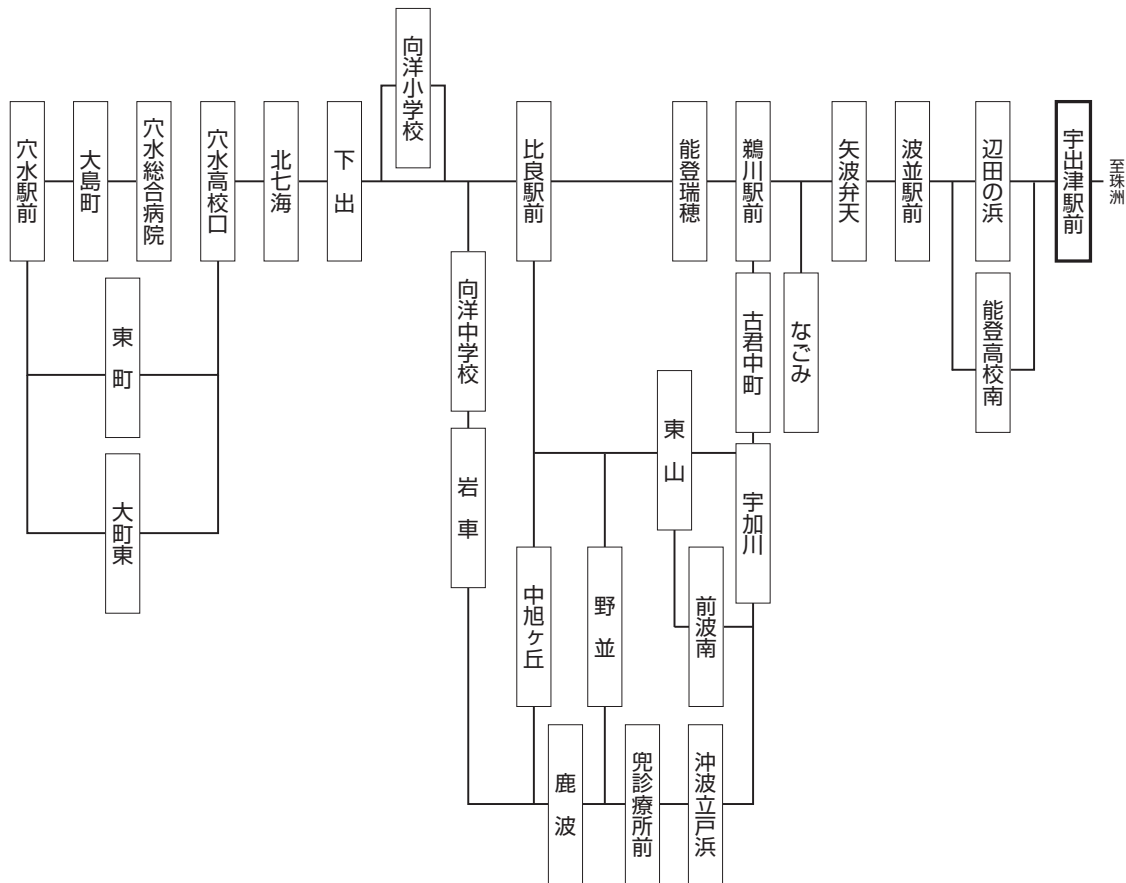 向洋小学校
穴水駅前
大島町
穴水総合病院
穴水高校口
北七海
下出
比良駅前
能登瑞穂
鵜川駅前
矢波弁天
波並駅前
辺田の浜
宇出津駅前
至珠洲
東町
向洋中学校
古君中町
なごみ
能登高校南
東山
大町東
岩車
宇加川
中旭ヶ丘
野並
前波南
鹿波
兜診療所前
沖波立戸浜